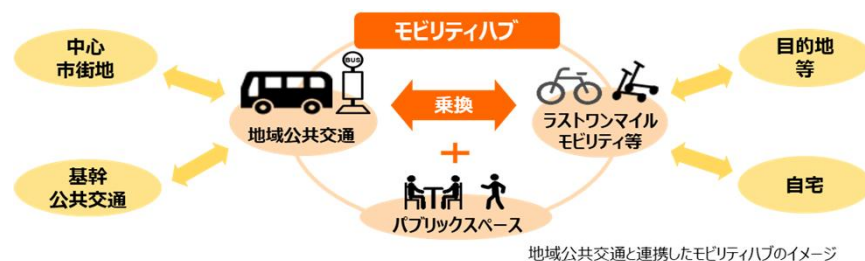 モビリティハブ
中心
市街地
BUS
地域公共交通
乗換
ラストワンマイル
モビリティ等
目的地
等
基幹
公共交通
+
パブリックスペース
自宅
地域公共交通と連携したモビリティハブのイメージ